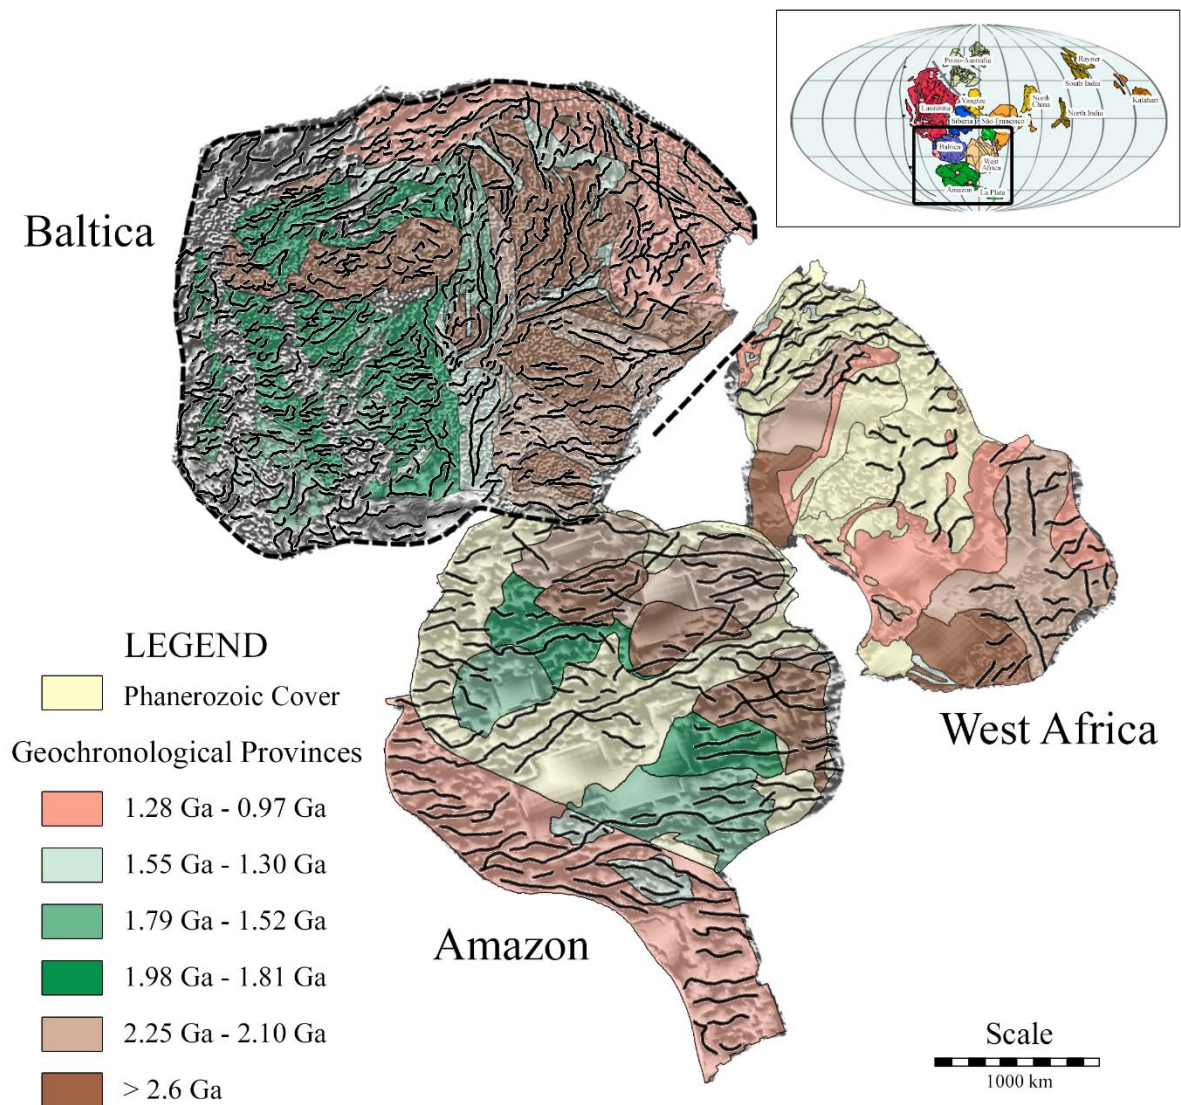 Proto-Australia
Rayner
South India
Kalahari
North
China
Laurentia
Yangtze
North India
Siberia
São Francisco
Baltica
West
Africa
Amazon
La Plata
Baltica
West Africa
Amazon
LEGEND
Phanerozoic Cover
Geochronological Provinces
1.28 Ga - 0.97 Ga
1.55 Ga - 1.30 Ga
1.79 Ga - 1.52 Ga
1.98 Ga - 1.81 Ga
2.25 Ga - 2.10 Ga
> 2.6 Ga
Scale
1000 km